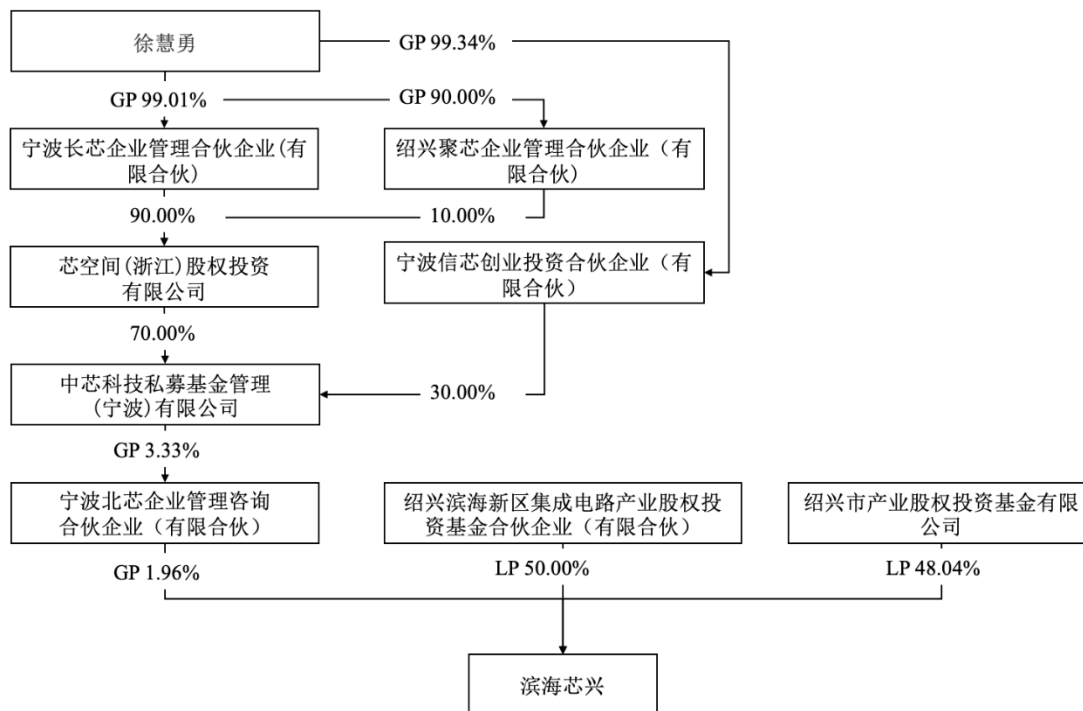 徐慧勇
GP 99.34%
GP 99.01%
GP 90.00%
宁波长芯企业管理合伙企业(有
限合伙)
绍兴聚芯企业管理合伙企业（有
限合伙)
90.00%
10.00%
芯空间(浙江)股权投资
有限公司
宁波信芯创业投资合伙企业（有
限合伙）
70.00%
中芯科技私募基金管理
(宁波)有限公司
30.00%
GP 3.33%
宁波北芯企业管理咨询
合伙企业（有限合伙）
绍兴滨海新区集成电路产业股权投
资基金合伙企业（有限合伙）
绍兴市产业股权投资基金有限
公司
GP 1.96%
LP 50.00%
LP 48.04%
滨海芯兴